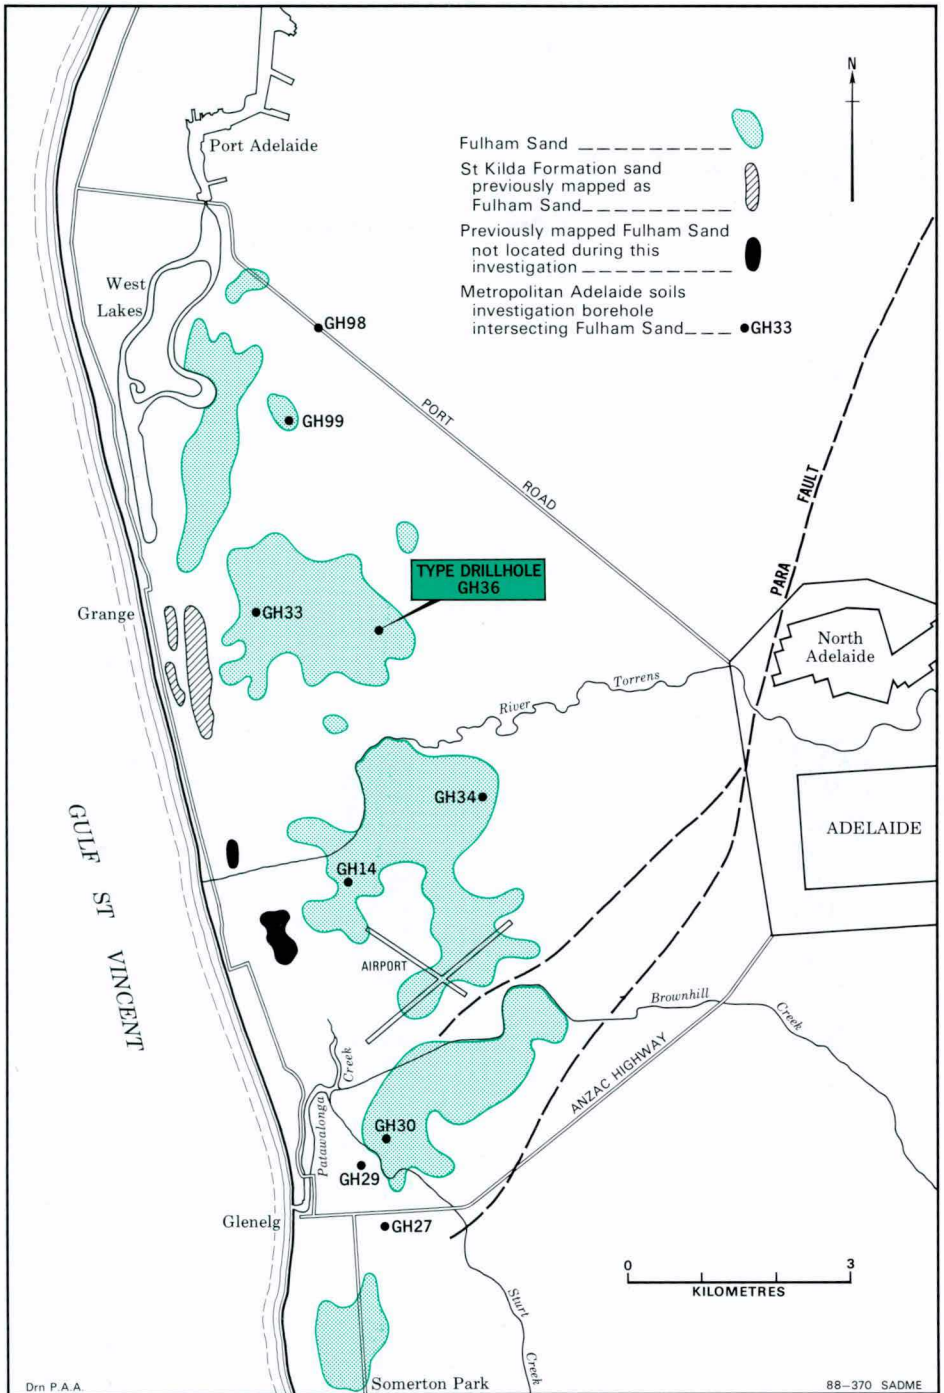 N
Port Adelaide
Fulham Sand
St Kilda Formation sand
previously mapped as
Fulham Sand
Previously mapped Fulham Sand
not located during this
investigation
Metropolitan Adelaide soils
investigation borehole
intersecting Fulham Sand
GH33
West
Lakes
GH98
GH99
PORT
ROAD
PARA FAULT
TYPE DRILLHOLE
GH36
Grange
GH33
North
Adelaide
River Torrens
GH34
ADELAIDE
GULF ST VINCENT
GH14
AIRPORT
Brownhill
Creek
Patawalonga
Creek
ANZAC HIGHWAY
GH30
GH29
Glenelg
GH27
0 3
KILOMETRES
Sturt
Creek
Somerton Park
Drn P.A.A.
88–370 SADME